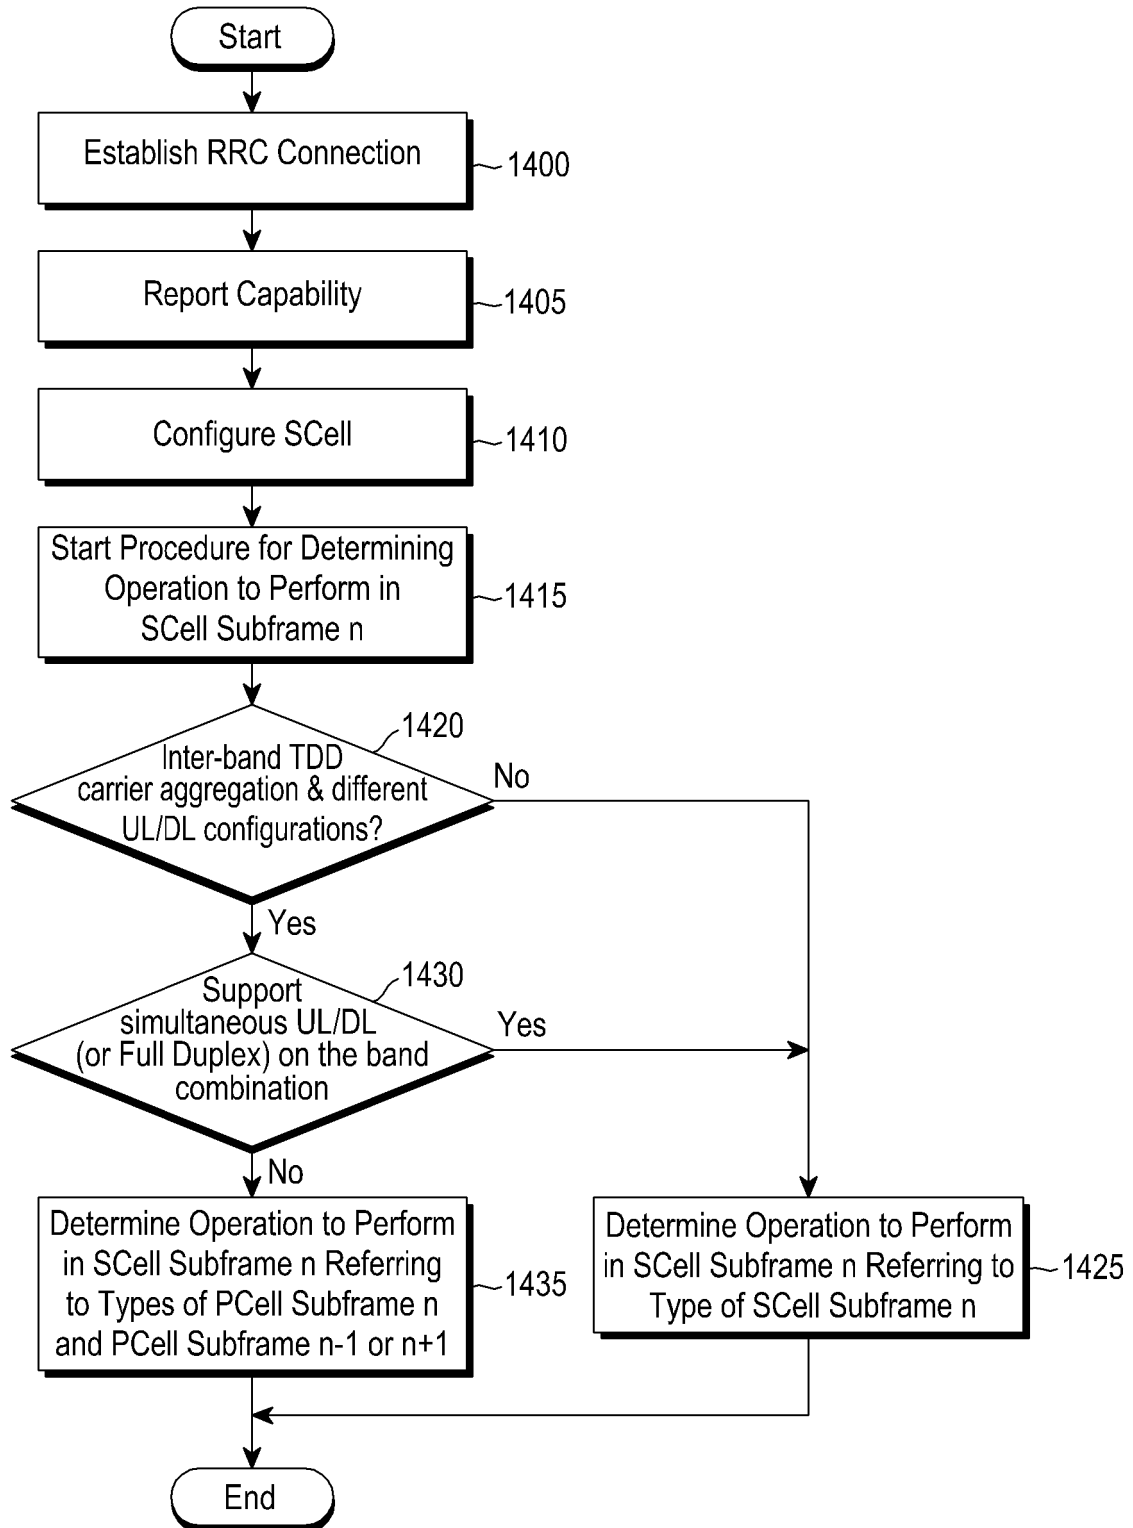 Start
Establish RRC Connection
1400
Report Capability
1405
Configure SCell
1410
Start Procedure for Determining
Operation to Perform in
SCell Subframe n
1415
1420
Inter-band TDD
carrier aggregation & different
UL/DL configurations?
No
Yes
1430
Support
simultaneous UL/DL
(or Full Duplex) on the band
combination
Yes
No
Determine Operation to Perform
in SCell Subframe n Referring
to Types of PCell Subframe n
and PCell Subframe n-1 or n+1
1435
Determine Operation to Perform
in SCell Subframe n Referring to
Type of SCell Subframe n
1425
End